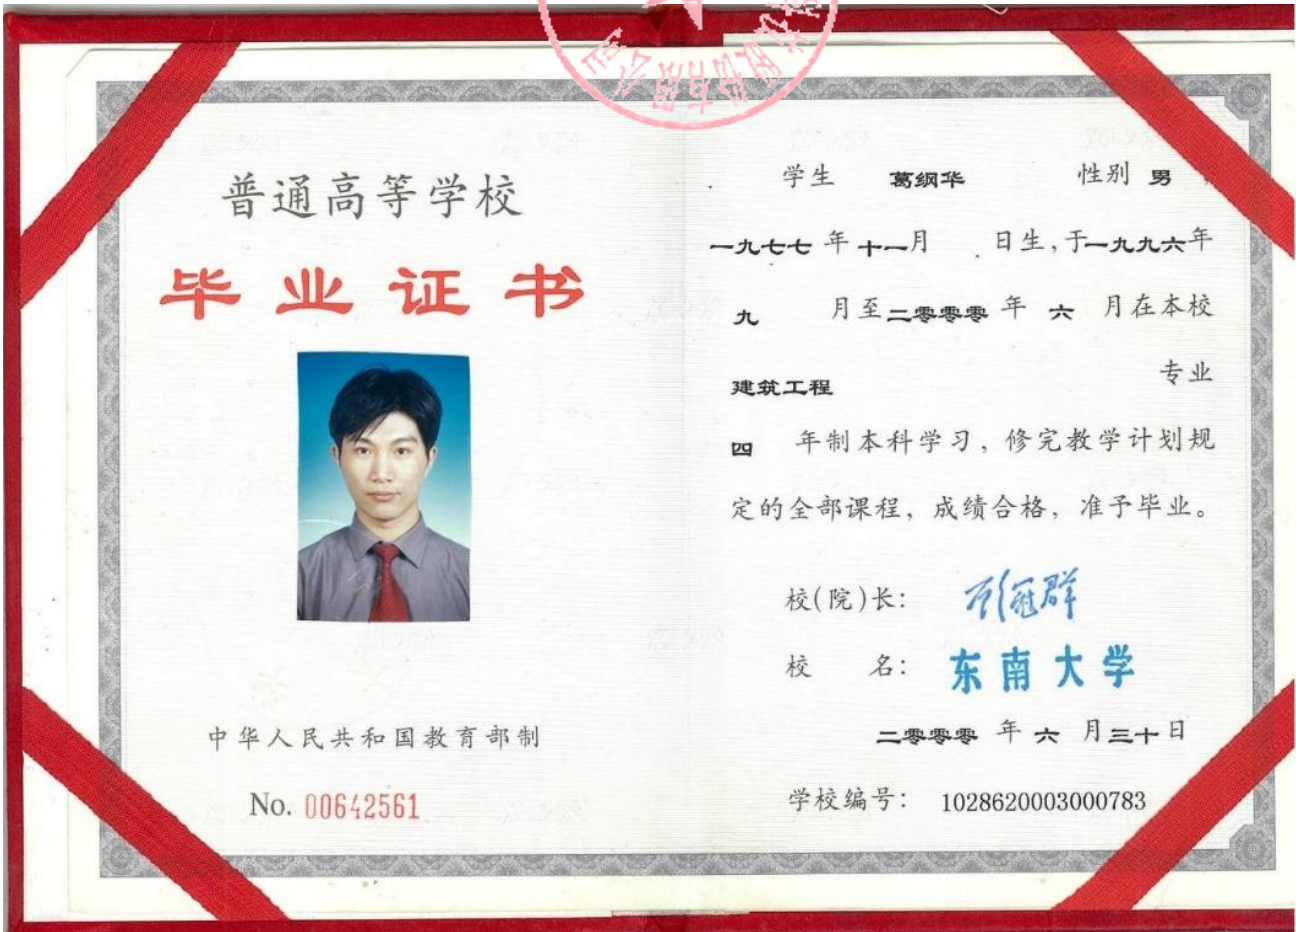 普通高等学校
毕业证书
中华人民共和国教育部制
No. 00642561
学生 葛纲华 性别 男,
一九七七 年 十一月 日生,于一九九六年
九 月至二零零零 年 六 月在本校
建筑工程 专业
四 年制本科学习,修完教学计划规
定的全部课程,成绩合格,准予毕业。
校(院)长:
校 名: 东南大学
二零零零 年 六 月三十日
学校编号: 1028620003000783